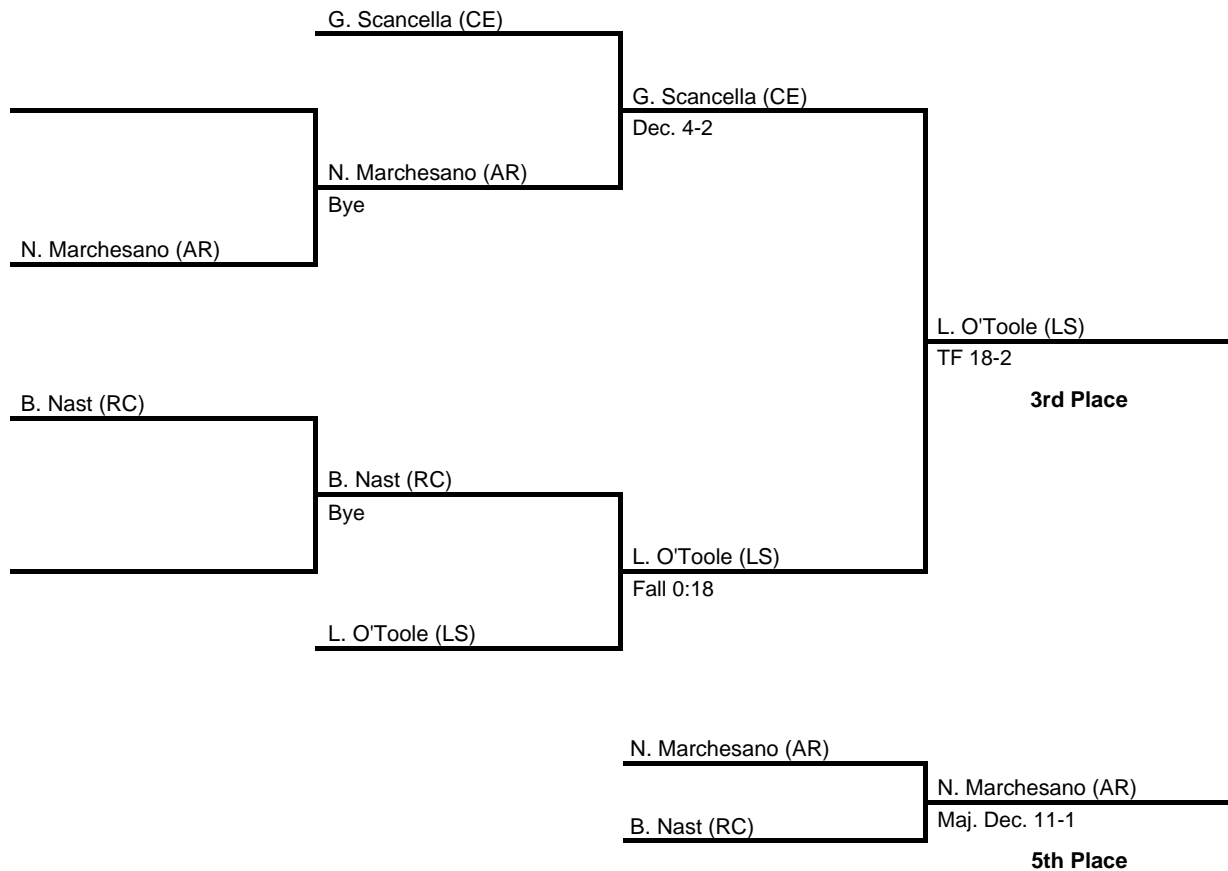 G. Scancella (CE)
G. Scancella (CE)
Dec. 4-2
N. Marchesano (AR)
Bye
N. Marchesano (AR)
L. O'Toole (LS)
TF 18-2
3rd Place
B. Nast (RC)
B. Nast (RC)
Bye
L. O'Toole (LS)
Fall 0:18
L. O'Toole (LS)
N. Marchesano (AR)
N. Marchesano (AR)
Maj. Dec. 11-1
B. Nast (RC)
5th Place